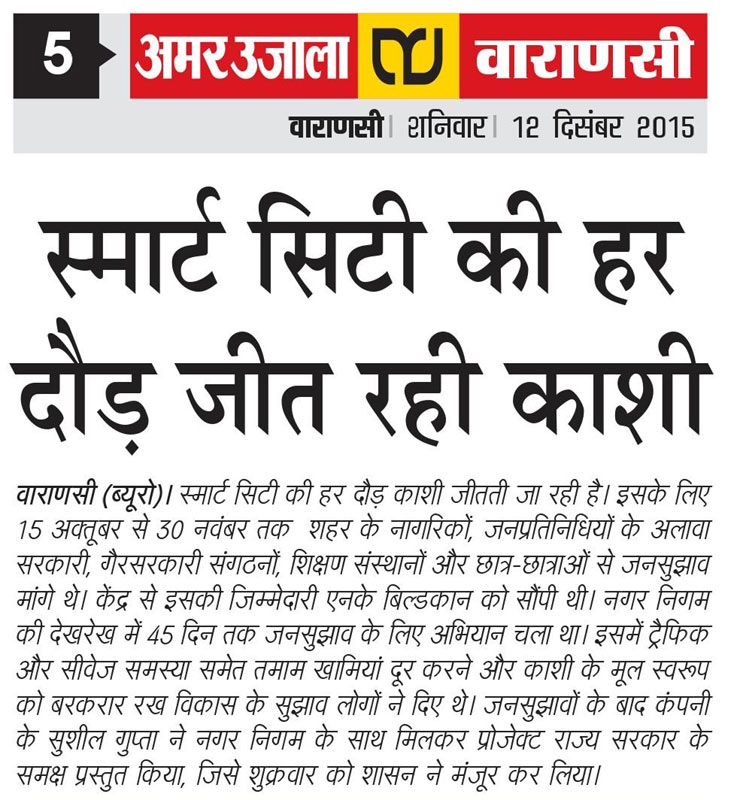 5 अमर उजाला वाराणसी
वाराणसी। शनिवार। 12 दिसंबर 2015
स्मार्ट सिटी की हर
दौड़ जीत रही काशी
वाराणसी (ब्यूरो)। स्मार्ट सिटी की हर दौड़ काशी जीतती जा रही है। इसके लिए
15 अक्तूबर से 30 नवंबर तक शहर के नागरिकों, जनप्रतिनिधियों के अलावा
सरकारी, गैरसरकारी संगठनों, शिक्षण संस्थानों और छात्र-छात्राओं से जनसुझाव
मांगे थे। केंद्र से इसकी जिम्मेदारी एनके बिल्डकान को सौंपी थी। नगर निगम
की देखरेख में 45 दिन तक जनसुझाव के लिए अभियान चला था। इसमें ट्रैफिक
और सीवेज समस्या समेत तमाम खामियां दूर करने और काशी के मूल स्वरूप
को बरकरार रख विकास के सुझाव लोगों ने दिए थे। जनसुझावों के बाद कंपनी
के सुशील गुप्ता ने नगर निगम के साथ मिलकर प्रोजेक्ट राज्य सरकार के
समक्ष प्रस्तुत किया, जिसे शुक्रवार को शासन ने मंजूर कर लिया।